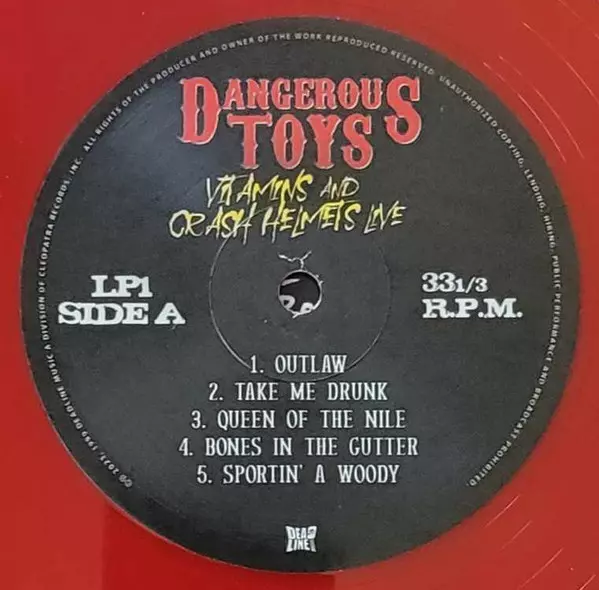 DANGEROUS
TOYS
VITAMINS AND
CRASH HELMETS LIVE
LP1
SIDE A
331/3
R.P.M.
1. OUTLAW
2. TAKE ME DRUNK
3. QUEEN OF THE NILE
4. BONES IN THE GUTTER
5. SPORTIN' A WOODY
DEAD
LINE
DEADLINE MUSIC A DIVISION OF CLEOPATRA RECORDS, INC. ALL RIGHTS OF THE PRODUCER AND OWNER OF THE WORK REPRODUCED RESERVED. UNAUTHORIZED COPYING, LENDING, HIRING, PUBLIC PERFORMANCE AND BROADCAST PROHIBITED.